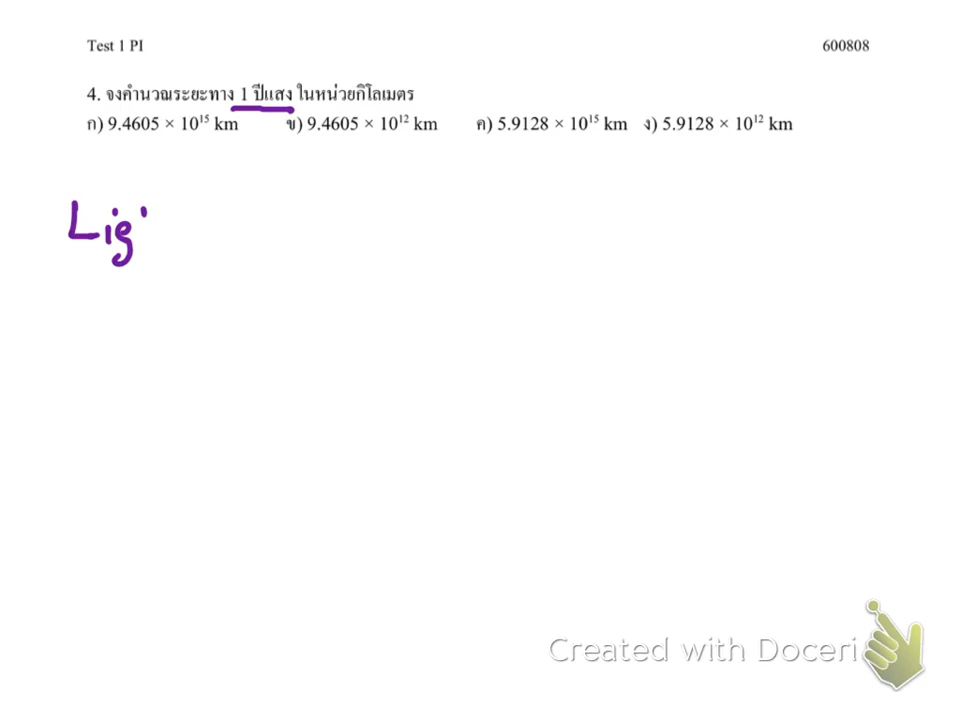 Test 1 PI 600808
4. จงคำนวณระยะทาง 1 ปีแสง ในหน่วยกิโลเมตร
ก) 9.4605 × 10¹⁵ km ข) 9.4605 × 10¹² km ค) 5.9128 × 10¹⁵ km ง) 5.9128 × 10¹² km
Lig'
Created with Doceri